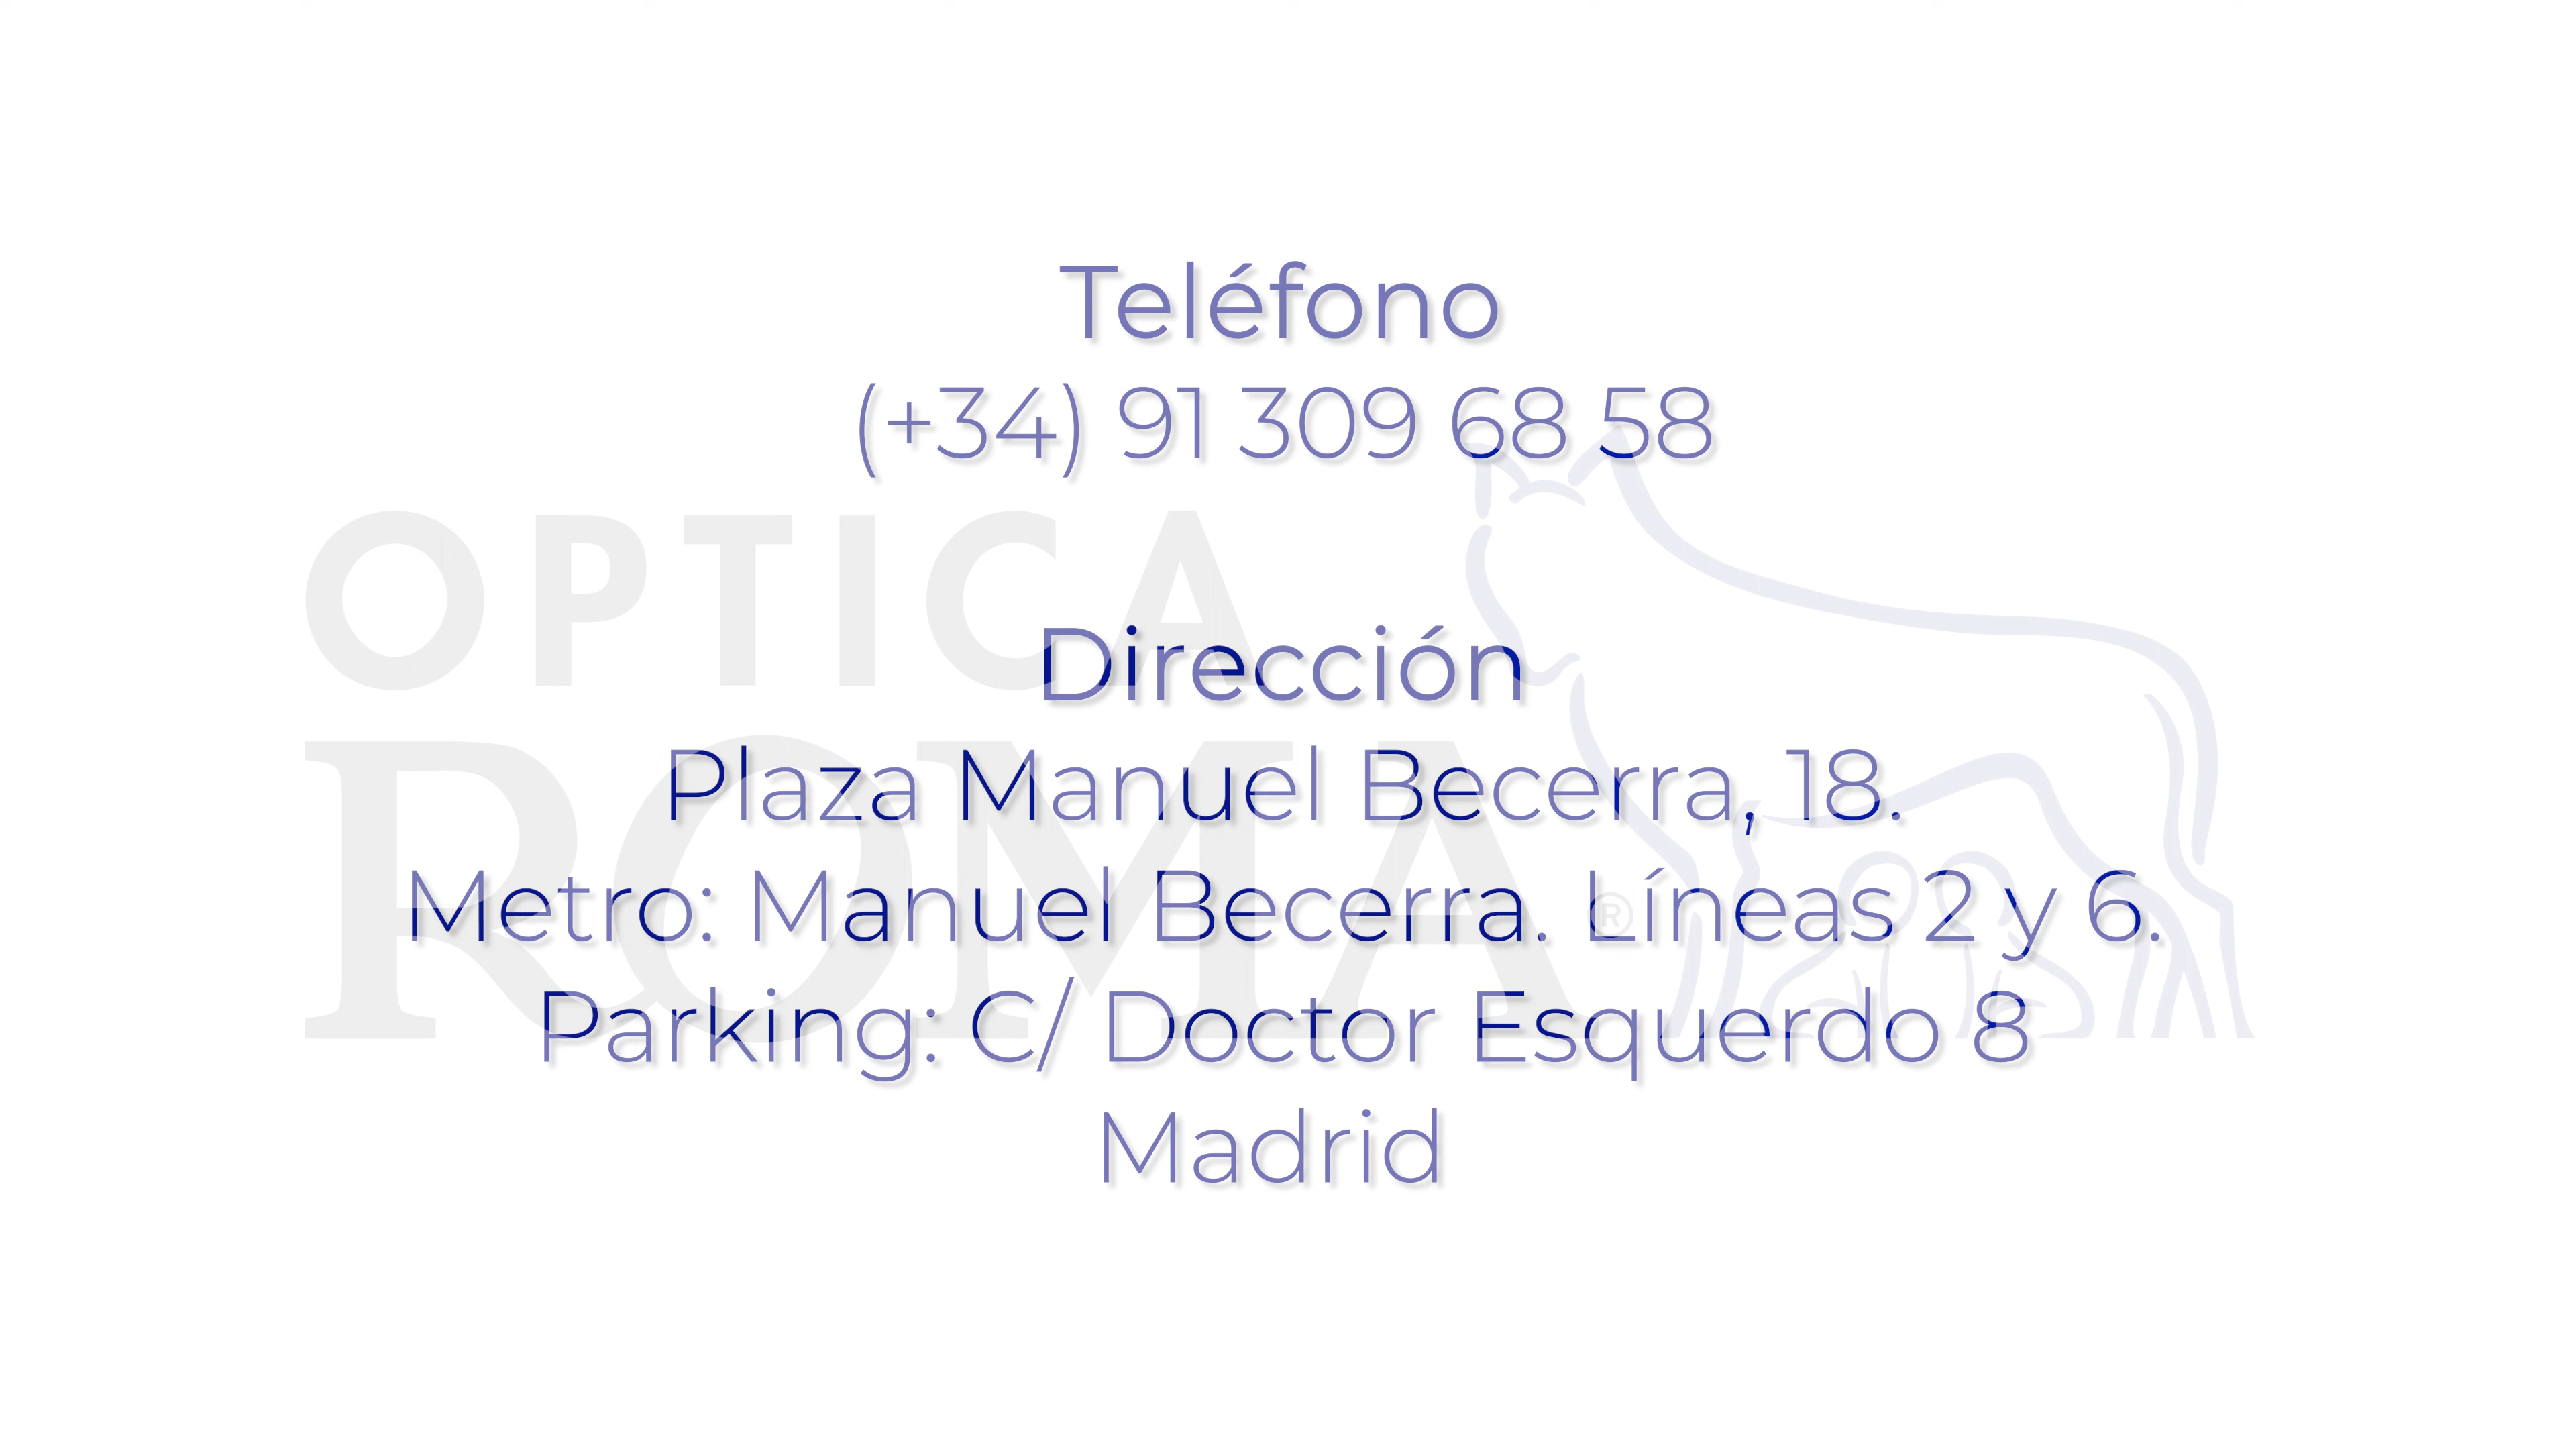 Teléfono
(+34) 91 309 68 58
OPTICA
ROMA®
Dirección
Plaza Manuel Becerra, 18.
Metro: Manuel Becerra. Líneas 2 y 6.
Parking: C/ Doctor Esquerdo 8
Madrid